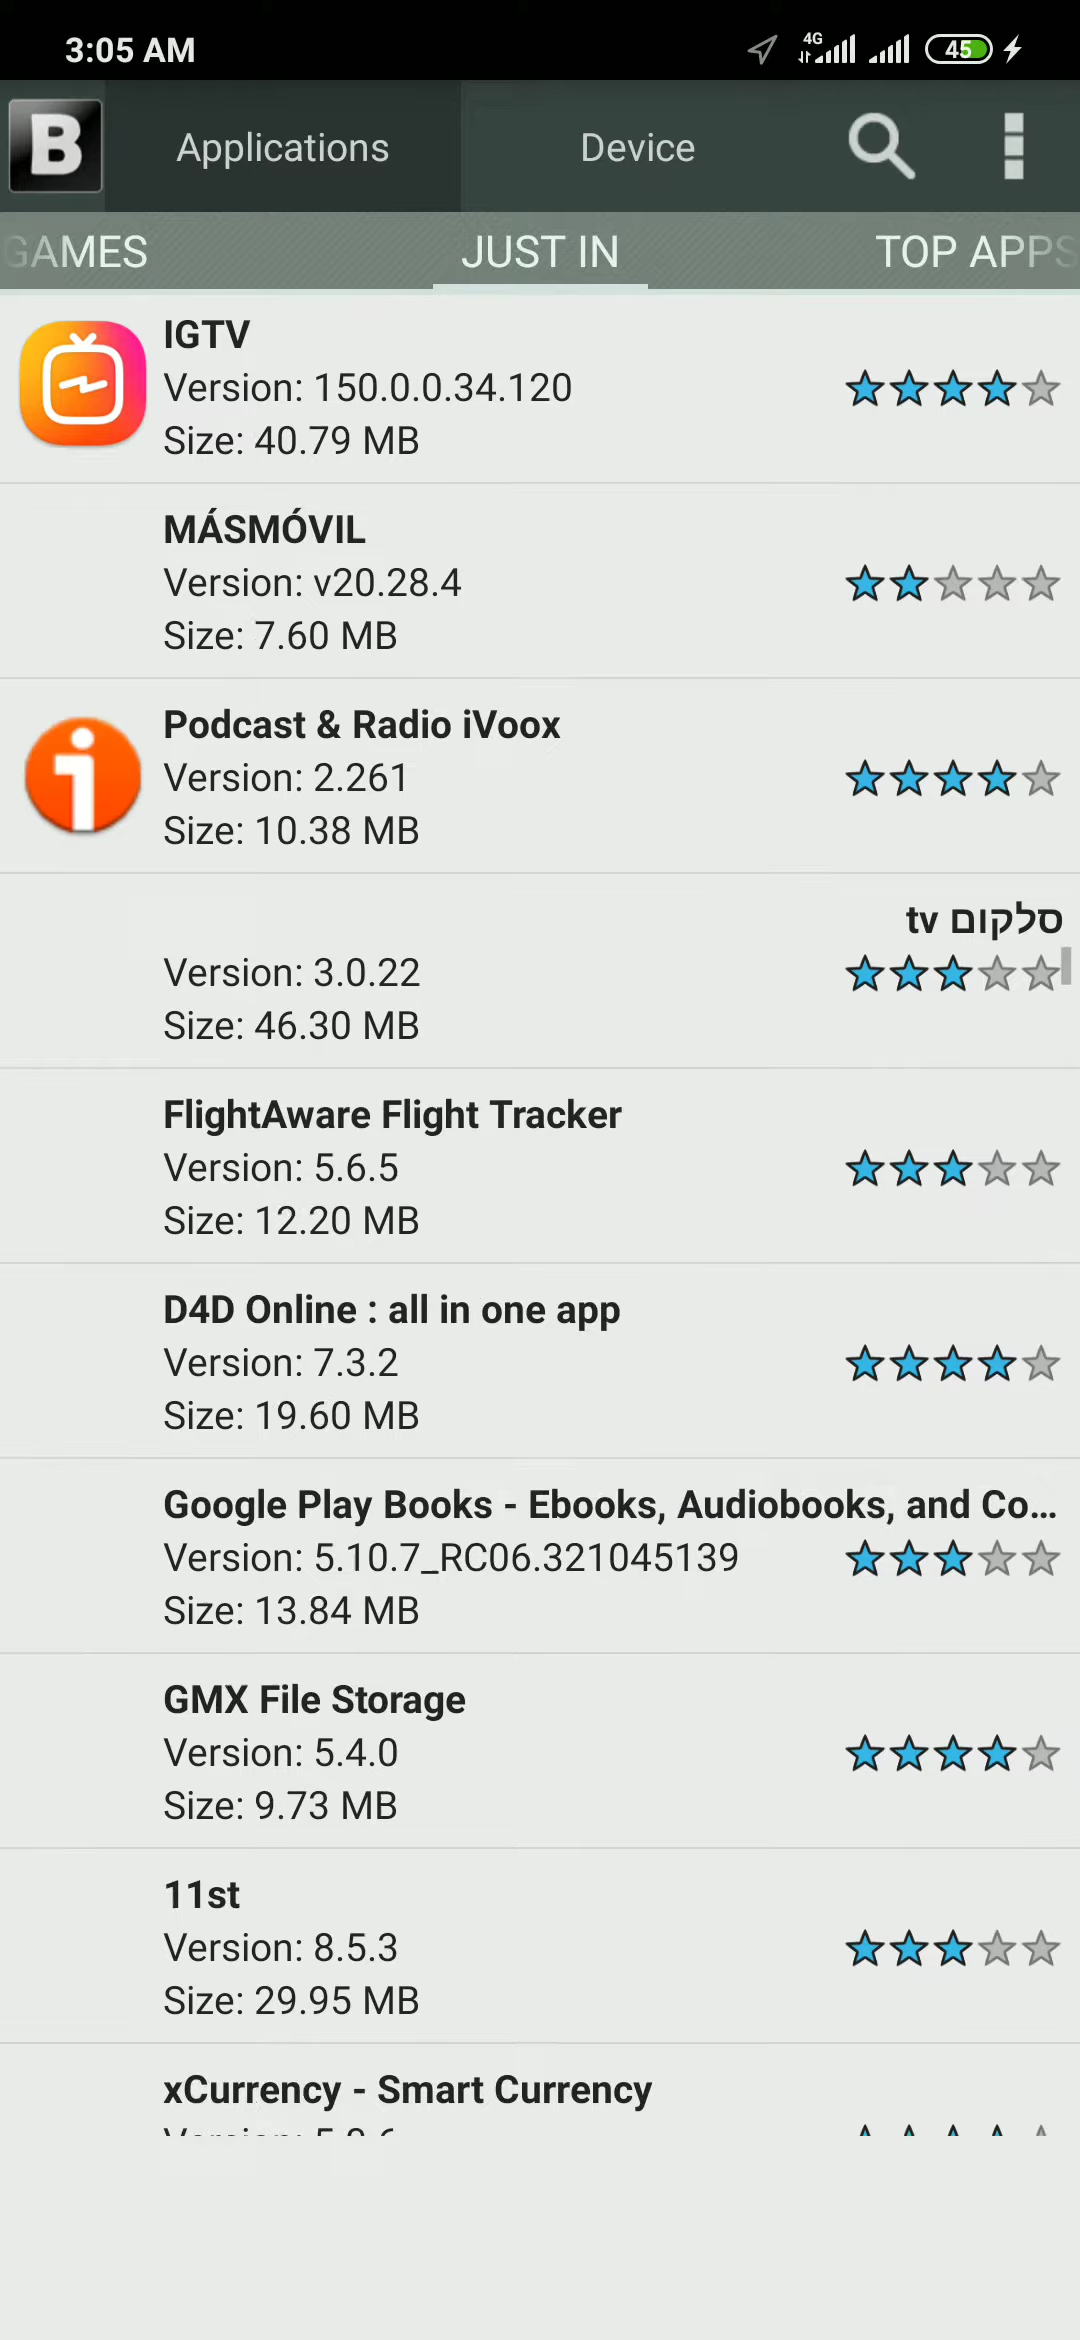 3:05 AM
4G
45
B
Applications
Device
GAMES
JUST IN
TOP APPS
IGTV
Version: 150.0.0.34.120
Size: 40.79 MB
MÁSMÓVIL
Version: v20.28.4
Size: 7.60 MB
Podcast & Radio iVoox
Version: 2.261
Size: 10.38 MB
סלקום tv
Version: 3.0.22
Size: 46.30 MB
FlightAware Flight Tracker
Version: 5.6.5
Size: 12.20 MB
D4D Online : all in one app
Version: 7.3.2
Size: 19.60 MB
Google Play Books - Ebooks, Audiobooks, and Co...
Version: 5.10.7_RC06.321045139
Size: 13.84 MB
GMX File Storage
Version: 5.4.0
Size: 9.73 MB
11st
Version: 8.5.3
Size: 29.95 MB
xCurrency - Smart Currency